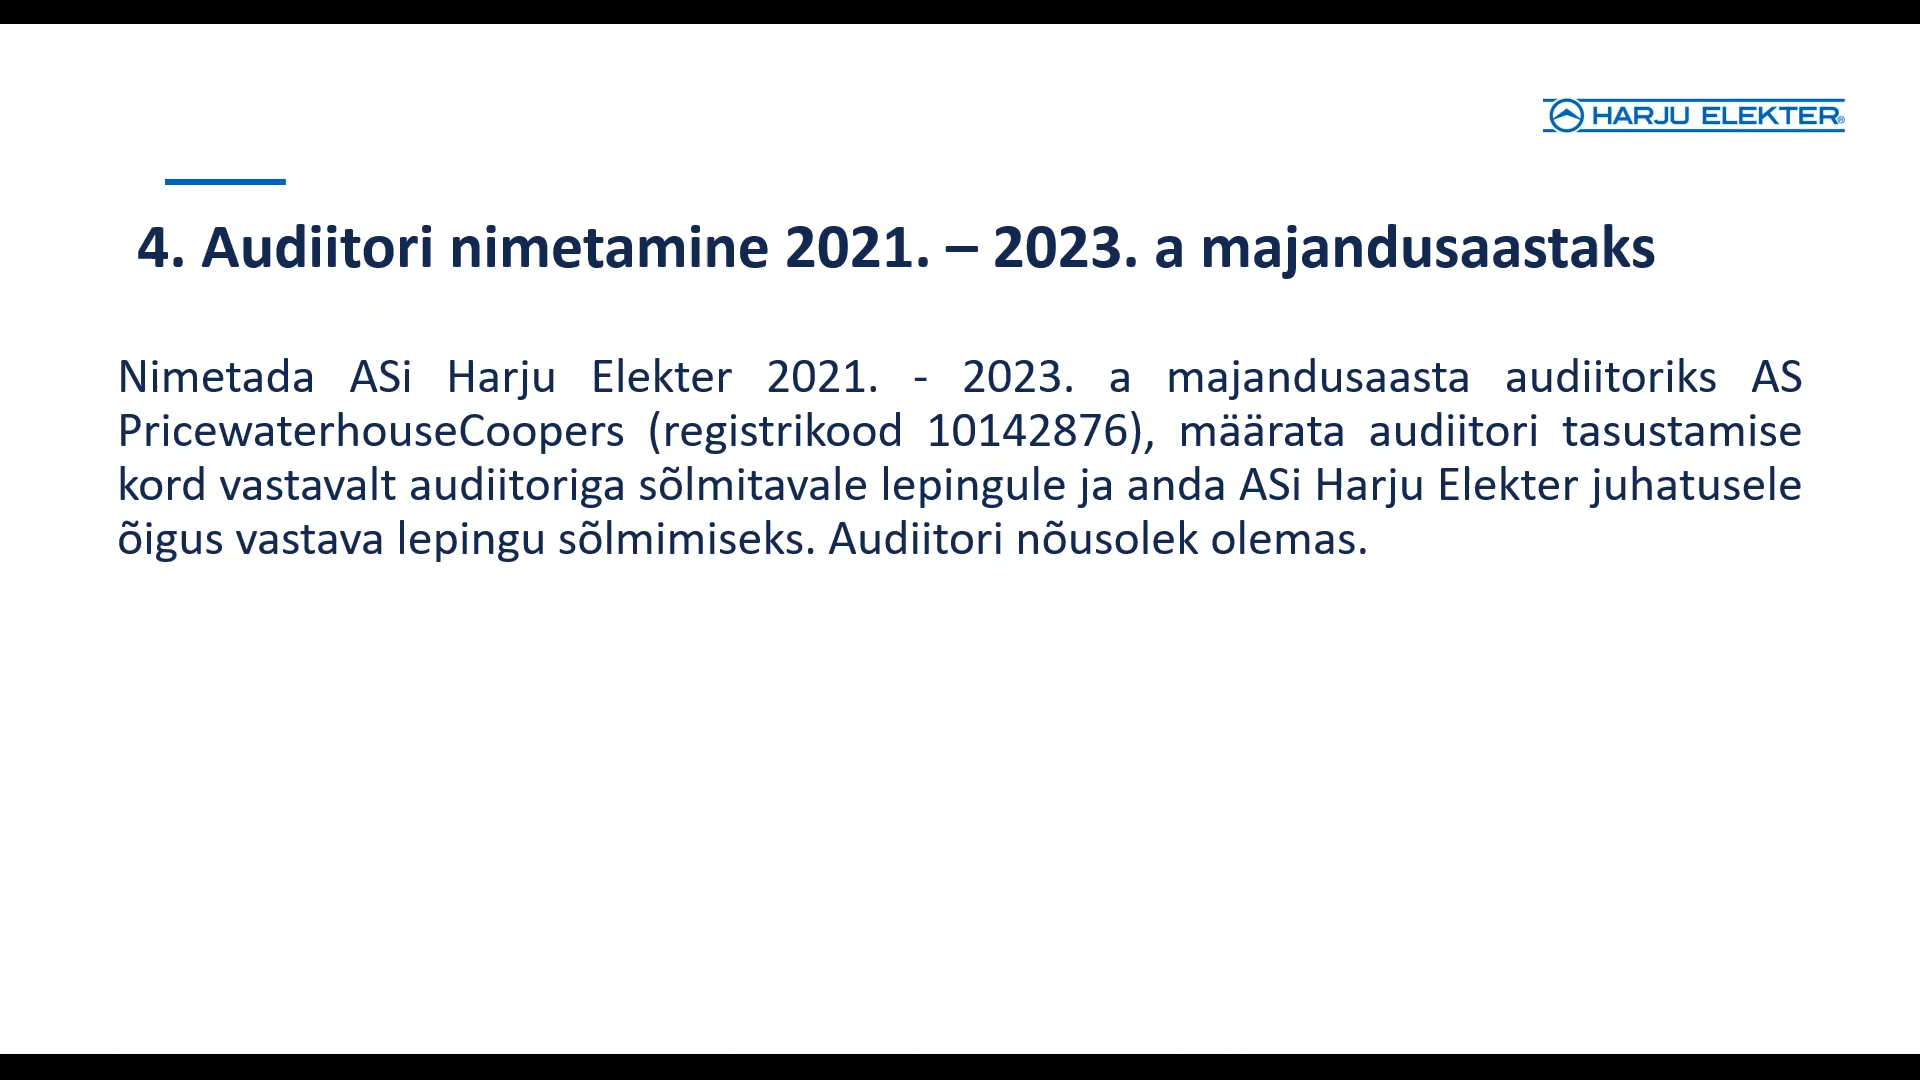 HARJU ELEKTER®
4. Audiitori nimetamine 2021. – 2023. a majandusaastaks
Nimetada ASi Harju Elekter 2021. - 2023. a majandusaasta audiitoriks AS
PricewaterhouseCoopers (registrikood 10142876), määrata audiitori tasustamise
kord vastavalt audiitoriga sõlmitavale lepingule ja anda ASi Harju Elekter juhatusele
õigus vastava lepingu sõlmimiseks. Audiitori nõusolek olemas.